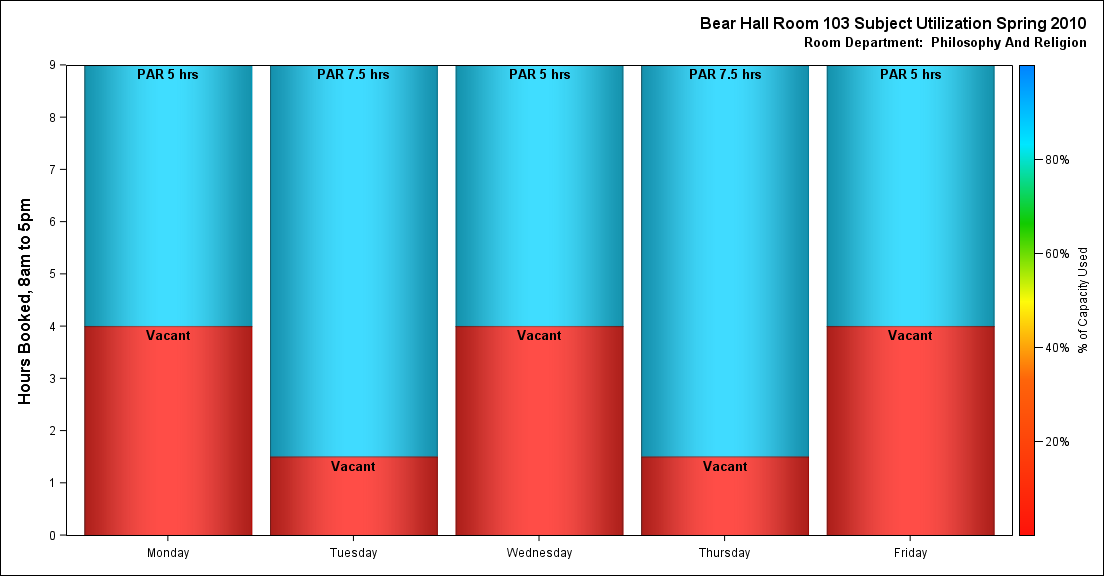 Bear Hall Room 103 Subject Utilization Spring 2010
Room Department:  Philosophy And Religion
Hours Booked, 8am to 5pm
9
8
7
6
5
4
3
2
1
0
PAR 5 hrs
PAR 7.5 hrs
PAR 5 hrs
PAR 7.5 hrs
PAR 5 hrs
Vacant
Vacant
Vacant
Vacant
Vacant
Monday
Tuesday
Wednesday
Thursday
Friday
80%
60%
40%
20%
% of Capacity Used